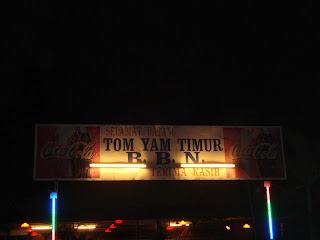 SELAMAT DATANG
TOM YAM TIMUR
Coca-Cola B. B. N. Coca-Cola
TERIMA KASIH